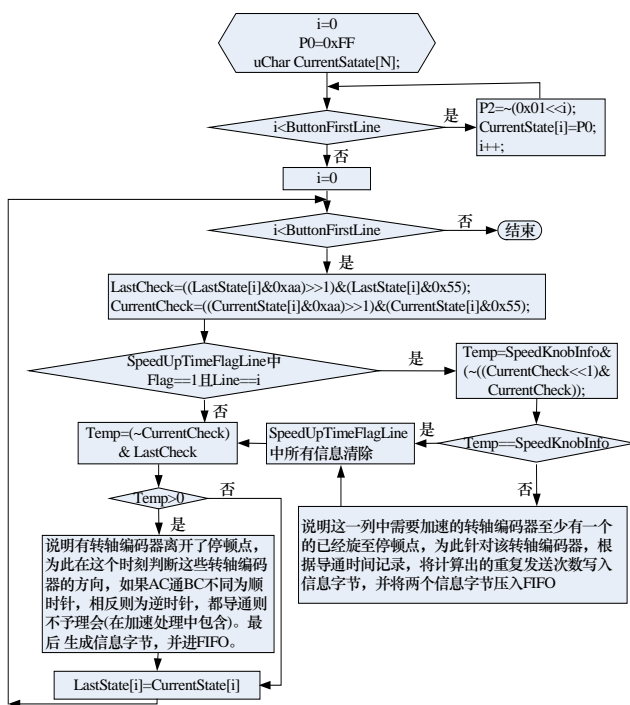 i=0
P0=0xFF
uChar CurrentSatate[N];
i<ButtonFirstLine
是
P2=~(0x01<<i);
CurrentState[i]=P0;
i++;
否
i=0
i<ButtonFirstLine
否
结束
是
LastCheck=((LastState[i]&0xaa)>>1)&(LastState[i]&0x55);
CurrentCheck=((CurrentState[i]&0xaa)>>1)&(CurrentState[i]&0x55);
SpeedUpTimeFlagLine中
Flag==1且Line==i
是
Temp=SpeedKnobInfo&
(~((CurrentCheck<<1)&
CurrentCheck));
否
Temp=(~CurrentCheck)
& LastCheck
SpeedUpTimeFlagLine
中所有信息清除
是
Temp==SpeedKnobInfo
否
Temp>0
否
是
说明这一列中需要加速的转轴编码器至少有一个
的已经旋至停顿点，为此针对该转轴编码器，根
据导通时间记录，将计算出的重复发送次数写入
信息字节，并将两个信息字节压入FIFO
说明有转轴编码器离开了停顿点，
为此在这个时刻判断这些转轴编码
器的方向，如果AC通BC不同为顺
时针，相反则为逆时针，都导通则
不予理会(在加速处理中包含)。最
后 生成信息字节，并进FIFO。
LastState[i]=CurrentState[i]